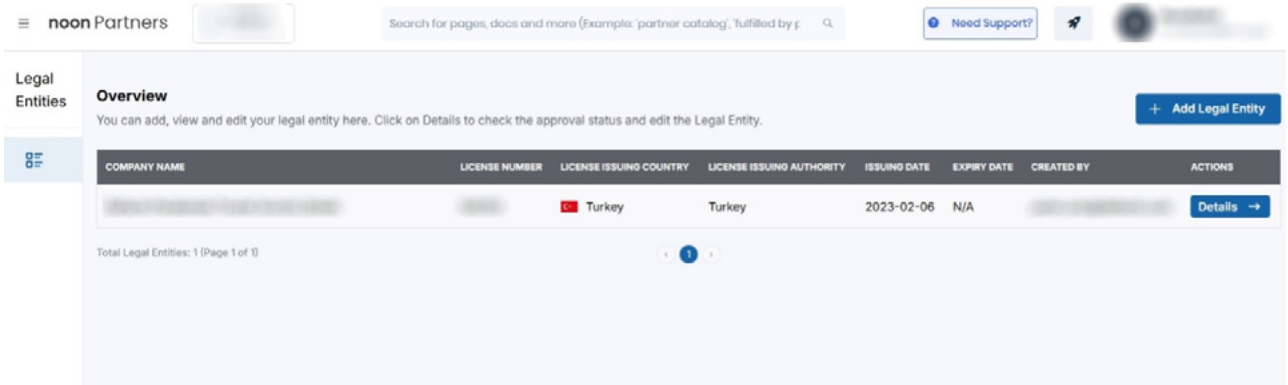 noon Partners
Search for pages, docs and more (Example: 'partner catalog', 'fulfilled by p
Need Support?
Legal Entities
Overview
You can add, view and edit your legal entity here. Click on Details to check the approval status and edit the Legal Entity.
+ Add Legal Entity
COMPANY NAME LICENSE NUMBER LICENSE ISSUING COUNTRY LICENSE ISSUING AUTHORITY ISSUING DATE EXPIRY DATE CREATED BY ACTIONS
Turkey Turkey 2023-02-06 N/A Details →
Total Legal Entities: 1 (Page 1 of 1)
1